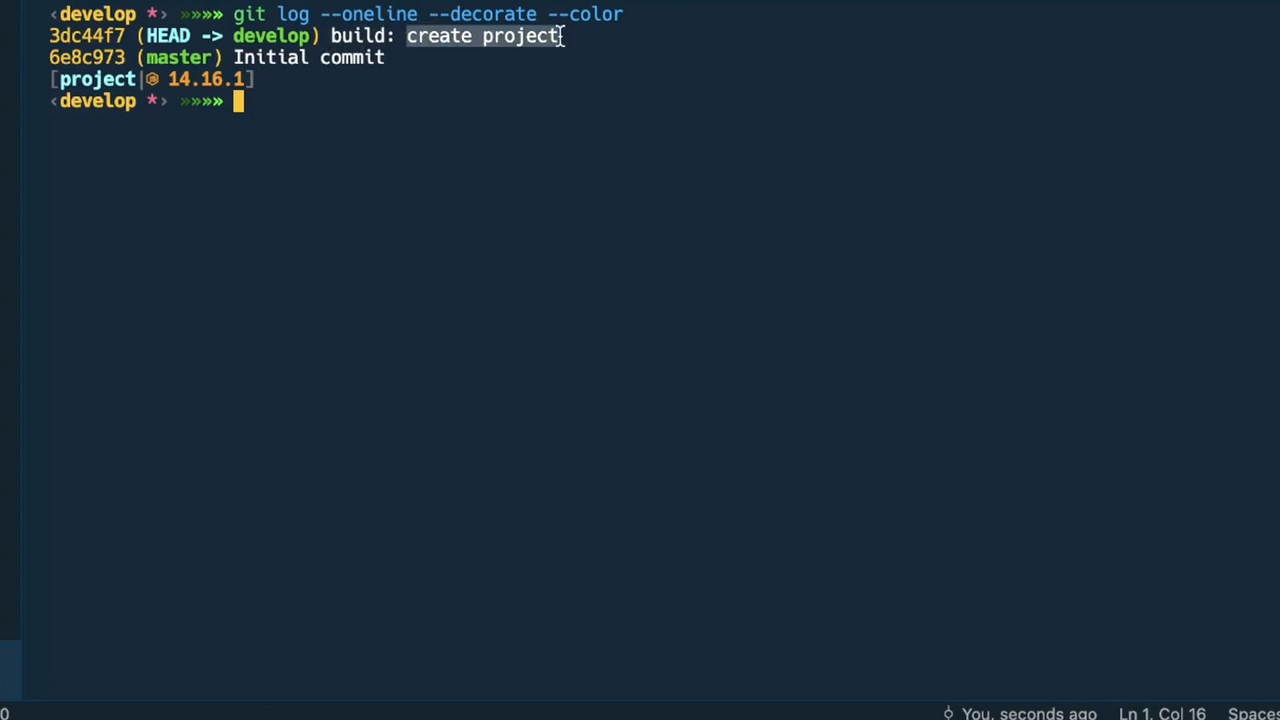 ‹develop *› »»»» git log --oneline --decorate --color
3dc44f7 (HEAD -> develop) build: create project
6e8c973 (master) Initial commit
[project| 14.16.1]
‹develop *› »»»»
0 You, seconds ago Ln 1, Col 16 Spaces